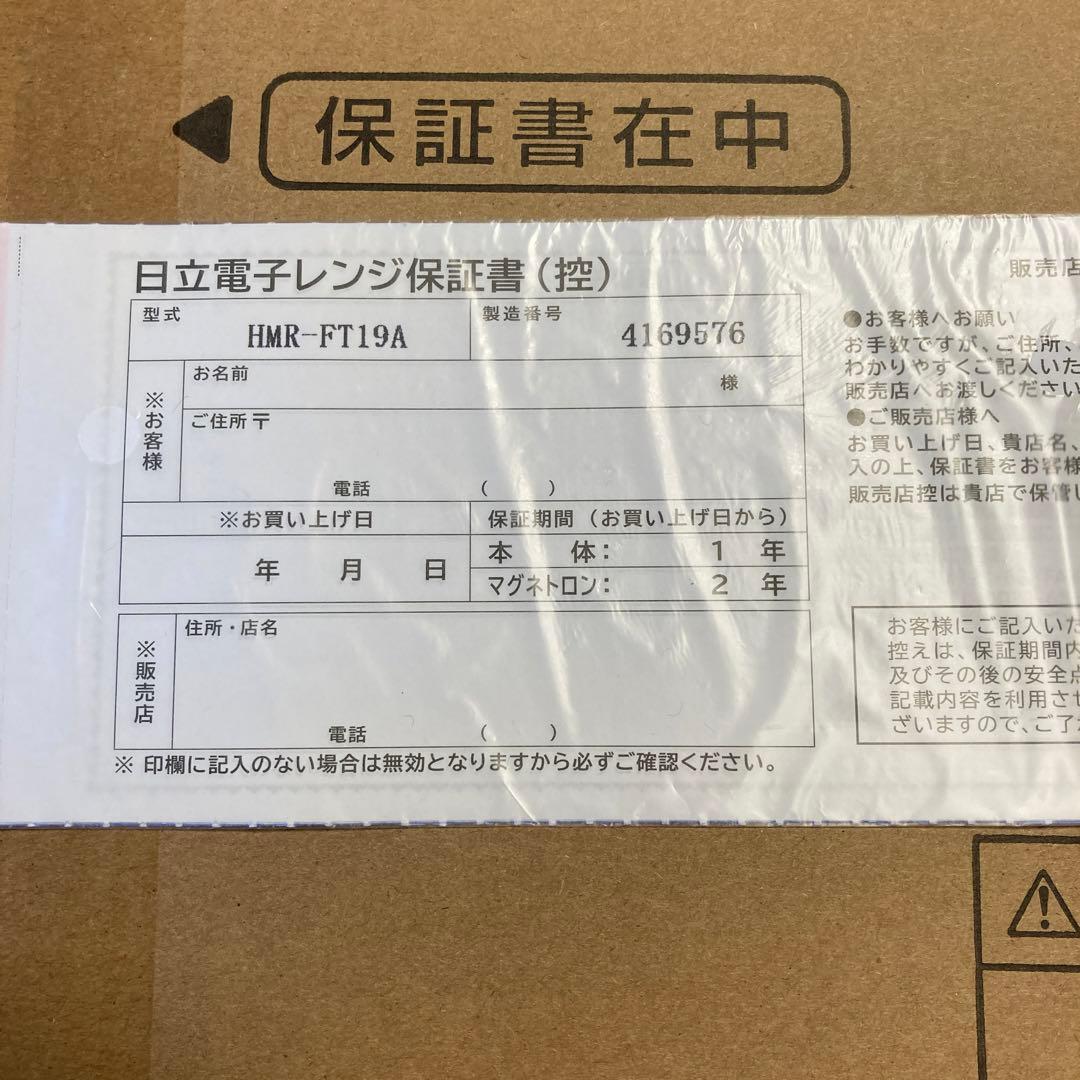 保証書在中
日立電子レンジ保証書(控)
型式
HMR-FT19A
製造番号
4169576
※お客様
お名前
様
ご住所〒
電話 ( )
※お買い上げ日
保証期間(お買い上げ日から)
年 月 日
本 体: 1 年
マグネトロン: 2 年
※販売店
住所・店名
電話 ( )
※ 印欄に記入のない場合は無効となりますから必ずご確認ください。
販売店
●お客様へお願い
お手数ですが、ご住所、
わかりやすくご記入いた
販売店へお渡しください
●ご販売店様へ
お買い上げ日、貴店名、
入の上、保証書をお客様
販売店控は貴店で保管し
お客様にご記入いた
控えは、保証期間内
及びその後の安全点
記載内容を利用させ
ざいますので、ご了